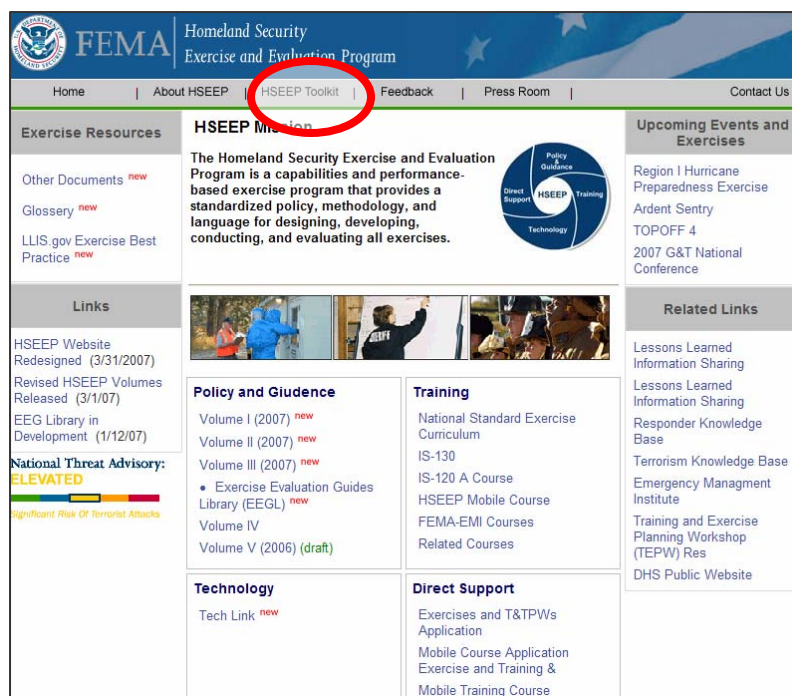 FEMA
Homeland Security
Exercise and Evaluation Program
Home | About HSEEP | HSEEP Toolkit | Feedback | Press Room | Contact Us
Exercise Resources
Other Documents new
Glossery new
LLIS.gov Exercise Best
Practice new
Links
HSEEP Website
Redesigned (3/31/2007)
Revised HSEEP Volumes
Released (3/1/07)
EEG Library in
Development (1/12/07)
National Threat Advisory:
ELEVATED
Significant Risk Of Terrorist Attacks
HSEEP Mission
The Homeland Security Exercise and Evaluation
Program is a capabilities and performance-
based exercise program that provides a
standardized policy, methodology, and
language for designing, developing,
conducting, and evaluating all exercises.
Policy &
Guidance
Direct
Support
HSEEP
Training
Technology
SHERIFF
Policy and Giudence
Volume I (2007) new
Volume II (2007) new
Volume III (2007) new
• Exercise Evaluation Guides
Library (EEGL) new
Volume IV
Volume V (2006) (draft)
Training
National Standard Exercise
Curriculum
IS-130
IS-120 A Course
HSEEP Mobile Course
FEMA-EMI Courses
Related Courses
Technology
Tech Link new
Direct Support
Exercises and T&TPWs
Application
Mobile Course Application
Exercise and Training &
Mobile Training Course
Upcoming Events and
Exercises
Region I Hurricane
Preparedness Exercise
Ardent Sentry
TOPOFF 4
2007 G&T National
Conference
Related Links
Lessons Learned
Information Sharing
Lessons Learned
Information Sharing
Responder Knowledge
Base
Terrorism Knowledge Base
Emergency Managment
Institute
Training and Exercise
Planning Workshop
(TEPW) Res
DHS Public Website